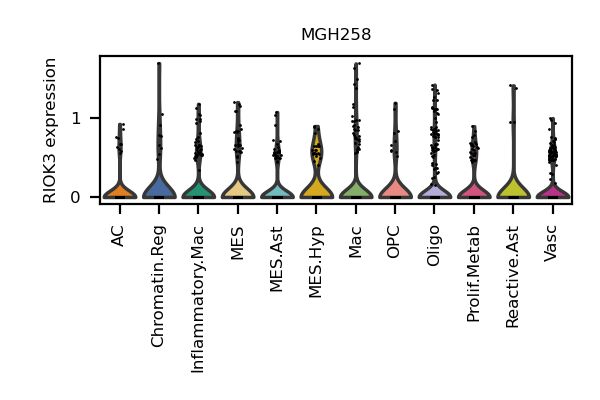 MGH258
RIOK3 expression
1
0
AC
Chromatin.Reg
Inflammatory.Mac
MES
MES.Ast
MES.Hyp
Mac
OPC
Oligo
Prolif.Metab
Reactive.Ast
Vasc